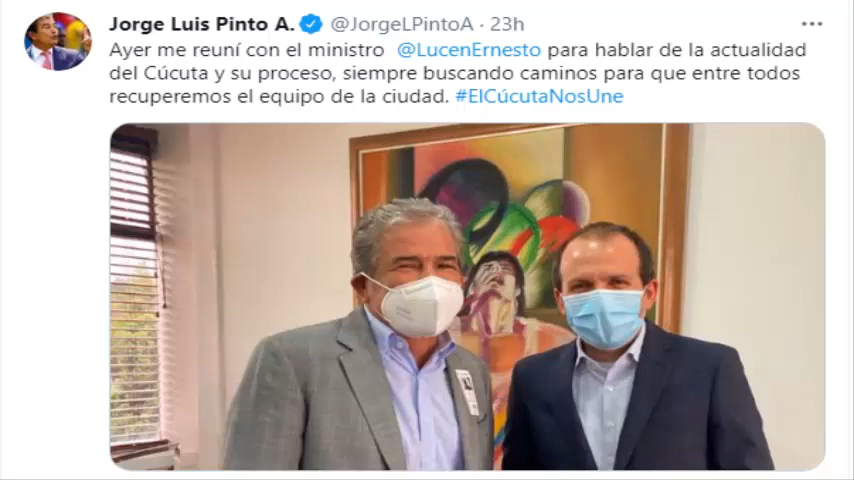 Jorge Luis Pinto A. @JorgeLPintoA · 23h
Ayer me reuní con el ministro @LucenErnesto para hablar de la actualidad
del Cúcuta y su proceso, siempre buscando caminos para que entre todos
recuperemos el equipo de la ciudad. #ElCúcutaNosUne